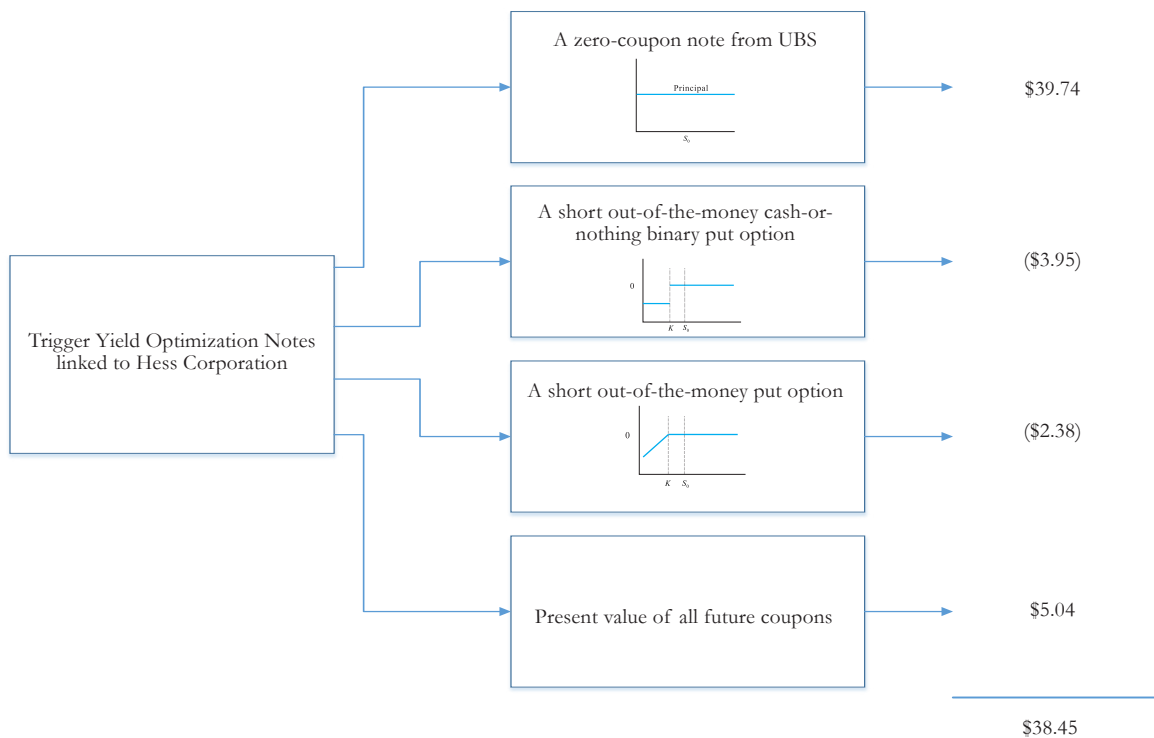 A zero-coupon note from UBS
Principal
S₀
$39.74
A short out-of-the-money cash-or-
nothing binary put option
0
K S₀
($3.95)
Trigger Yield Optimization Notes
linked to Hess Corporation
A short out-of-the-money put option
0
K S₀
($2.38)
Present value of all future coupons
$5.04
$38.45